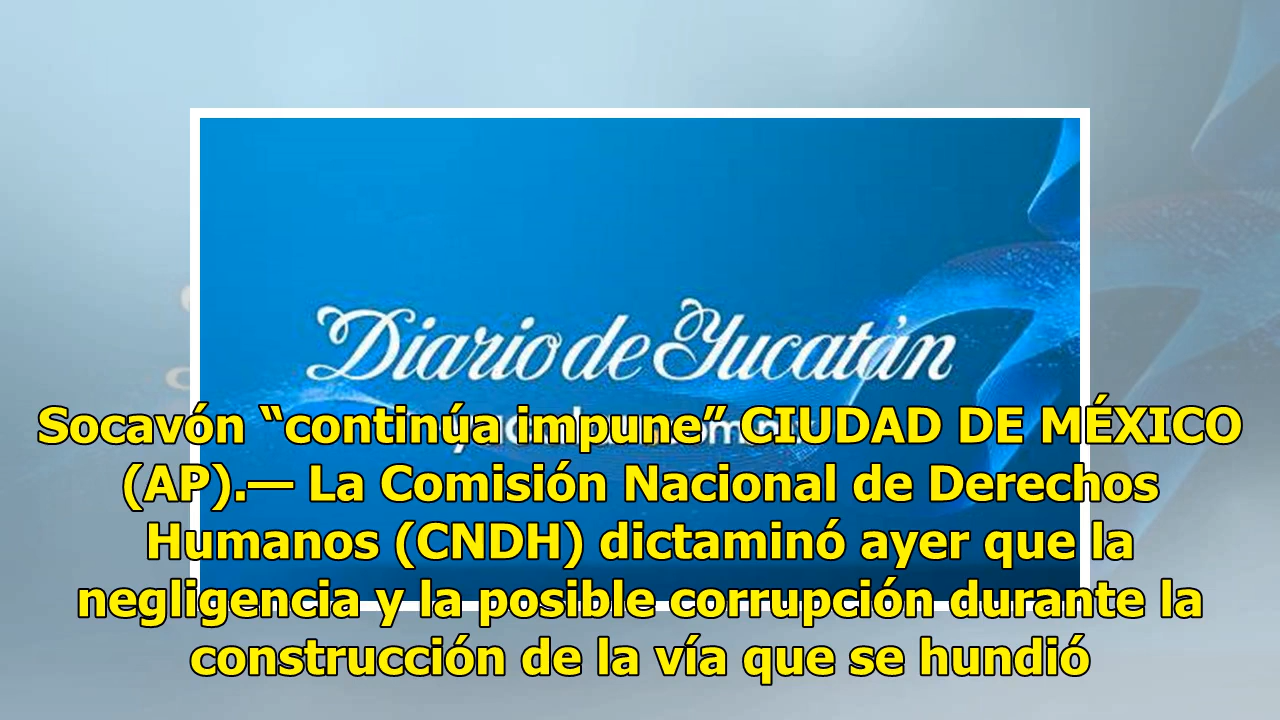 Diario de Yucatán
Socavón “continúa impune” CIUDAD DE MÉXICO
(AP).— La Comisión Nacional de Derechos
Humanos (CNDH) dictaminó ayer que la
negligencia y la posible corrupción durante la
construcción de la vía que se hundió